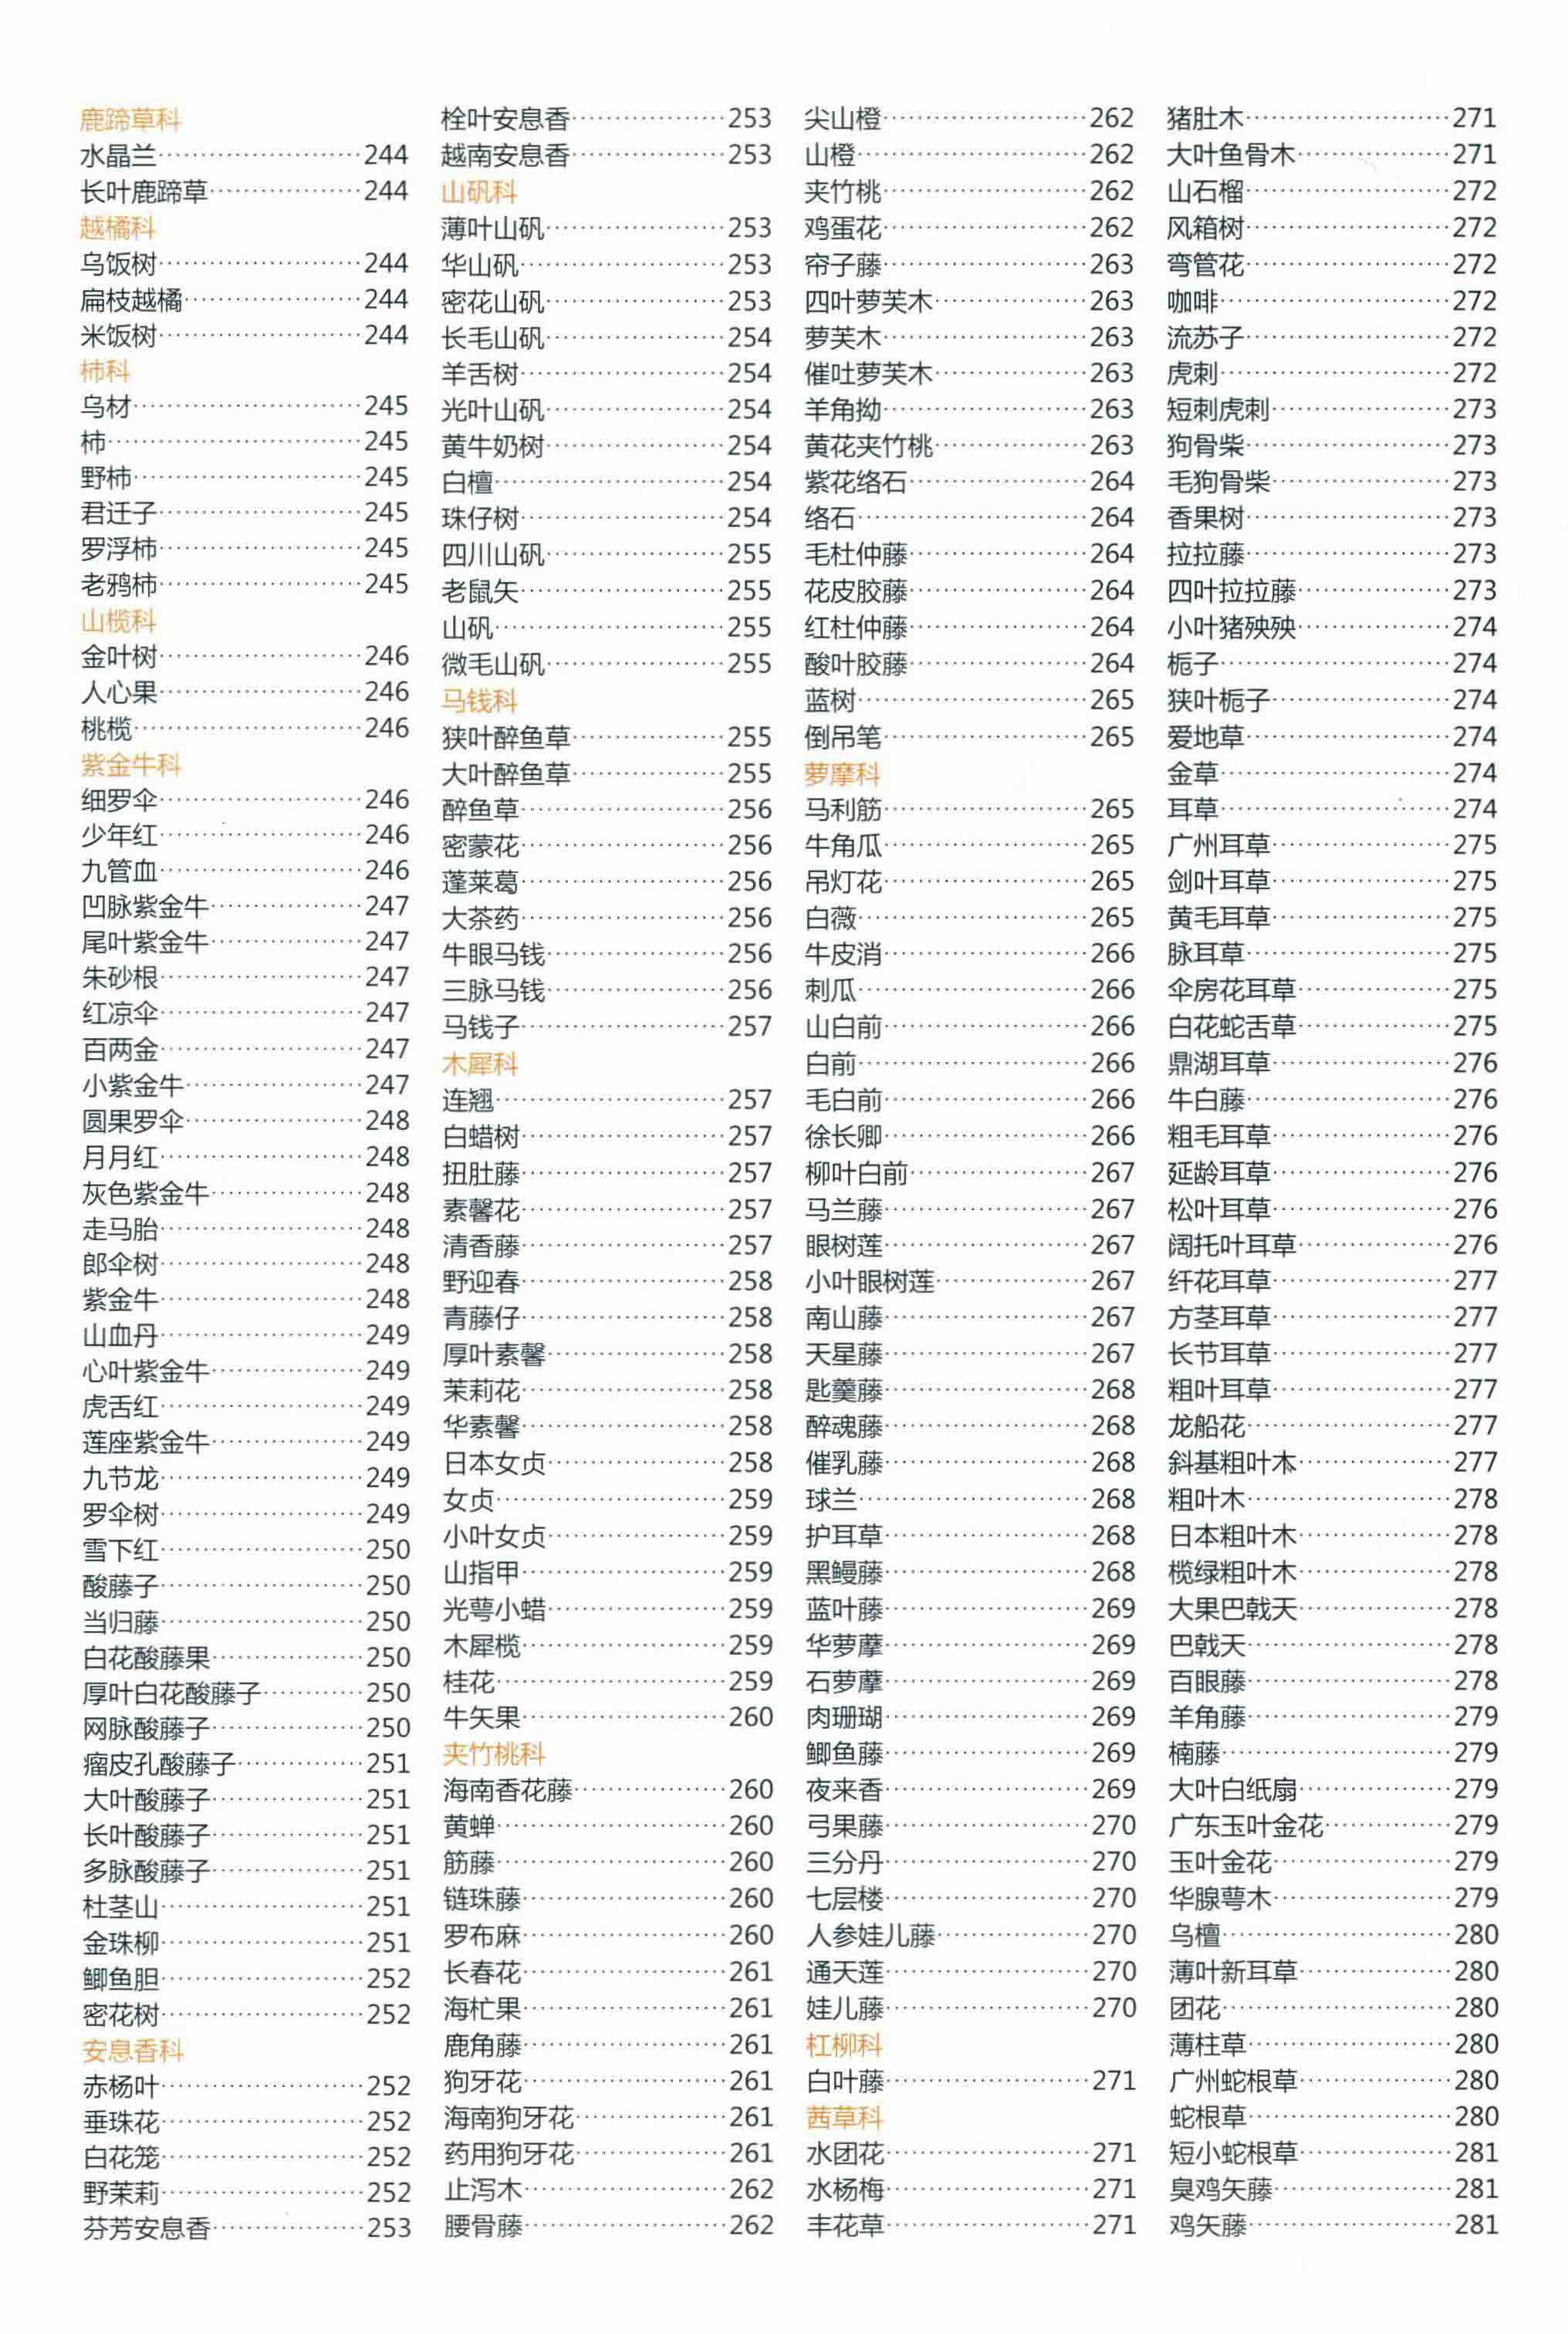 鹿蹄草科
水晶兰························244
长叶鹿蹄草··················244
越橘科
乌饭树························244
扁枝越橘·····················244
米饭树························244
柿科
乌材···························245
柿······························245
野柿···························245
君迁子························245
罗浮柿························245
老鸦柿························245
山榄科
金叶树························246
人心果························246
桃榄···························246
紫金牛科
细罗伞························246
少年红························246
九管血························246
凹脉紫金牛··················247
尾叶紫金牛··················247
朱砂根························247
红凉伞························247
百两金························247
小紫金牛·····················247
圆果罗伞·····················248
月月红························248
灰色紫金牛··················248
走马胎························248
郎伞树························248
紫金牛························248
山血丹························249
心叶紫金牛··················249
虎舌红························249
莲座紫金牛··················249
九节龙························249
罗伞树························249
雪下红························250
酸藤子························250
当归藤························250
白花酸藤果··················250
厚叶白花酸藤子············250
网脉酸藤子··················250
瘤皮孔酸藤子···············251
大叶酸藤子··················251
长叶酸藤子··················251
多脉酸藤子··················251
杜茎山························251
金珠柳························251
鲫鱼胆························252
密花树························252
安息香科
赤杨叶························252
垂珠花························252
白花笼························252
野茉莉························252
芬芳安息香··················253
栓叶安息香··················253
越南安息香··················253
山矾科
薄叶山矾·····················253
华山矾························253
密花山矾·····················253
长毛山矾·····················254
羊舌树························254
光叶山矾·····················254
黄牛奶树·····················254
白檀···························254
珠仔树························254
四川山矾·····················255
老鼠矢························255
山矾···························255
微毛山矾·····················255
马钱科
狭叶醉鱼草··················255
大叶醉鱼草··················255
醉鱼草························256
密蒙花························256
蓬莱葛························256
大茶药························256
牛眼马钱·····················256
三脉马钱·····················256
马钱子························257
木犀科
连翘···························257
白蜡树························257
扭肚藤························257
素馨花························257
清香藤························257
野迎春························258
青藤仔························258
厚叶素馨·····················258
茉莉花························258
华素馨························258
日本女贞·····················258
女贞···························259
小叶女贞·····················259
山指甲························259
光萼小蜡·····················259
木犀榄························259
桂花···························259
牛矢果························260
夹竹桃科
海南香花藤··················260
黄蝉···························260
筋藤···························260
链珠藤························260
罗布麻························260
长春花························261
海杧果························261
鹿角藤························261
狗牙花························261
海南狗牙花··················261
药用狗牙花··················261
止泻木························262
腰骨藤························262
尖山橙························262
山橙···························262
夹竹桃························262
鸡蛋花························262
帘子藤························263
四叶萝芙木··················263
萝芙木························263
催吐萝芙木··················263
羊角拗························263
黄花夹竹桃··················263
紫花络石·····················264
络石···························264
毛杜仲藤·····················264
花皮胶藤·····················264
红杜仲藤·····················264
酸叶胶藤·····················264
蓝树···························265
倒吊笔························265
萝摩科
马利筋························265
牛角瓜························265
吊灯花························265
白薇···························265
牛皮消························266
刺瓜···························266
山白前························266
白前···························266
毛白前························266
徐长卿························266
柳叶白前·····················267
马兰藤························267
眼树莲························267
小叶眼树莲··················267
南山藤························267
天星藤························267
匙羹藤························268
醉魂藤························268
催乳藤························268
球兰···························268
护耳草························268
黑鳗藤························268
蓝叶藤························269
华萝藦························269
石萝藦························269
肉珊瑚························269
鲫鱼藤························269
夜来香························269
弓果藤························270
三分丹························270
七层楼························270
人参娃儿藤··················270
通天莲························270
娃儿藤························270
杠柳科
白叶藤························271
茜草科
水团花························271
水杨梅························271
丰花草························271
猪肚木························271
大叶鱼骨木··················271
山石榴························272
风箱树························272
弯管花························272
咖啡···························272
流苏子························272
虎刺···························272
短刺虎刺·····················273
狗骨柴························273
毛狗骨柴·····················273
香果树························273
拉拉藤························273
四叶拉拉藤··················273
小叶猪殃殃··················274
栀子···························274
狭叶栀子·····················274
爱地草························274
金草···························274
耳草···························274
广州耳草·····················275
剑叶耳草·····················275
黄毛耳草·····················275
脉耳草························275
伞房花耳草··················275
白花蛇舌草··················275
鼎湖耳草·····················276
牛白藤························276
粗毛耳草·····················276
延龄耳草·····················276
松叶耳草·····················276
阔托叶耳草··················276
纤花耳草·····················277
方茎耳草·····················277
长节耳草·····················277
粗叶耳草·····················277
龙船花························277
斜基粗叶木··················277
粗叶木························278
日本粗叶木··················278
榄绿粗叶木··················278
大果巴戟天··················278
巴戟天························278
百眼藤························278
羊角藤························279
楠藤···························279
大叶白纸扇··················279
广东玉叶金花···············279
玉叶金花·····················279
华腺萼木·····················279
乌檀···························280
薄叶新耳草··················280
团花···························280
薄柱草························280
广州蛇根草··················280
蛇根草························280
短小蛇根草··················281
臭鸡矢藤·····················281
鸡矢藤························281